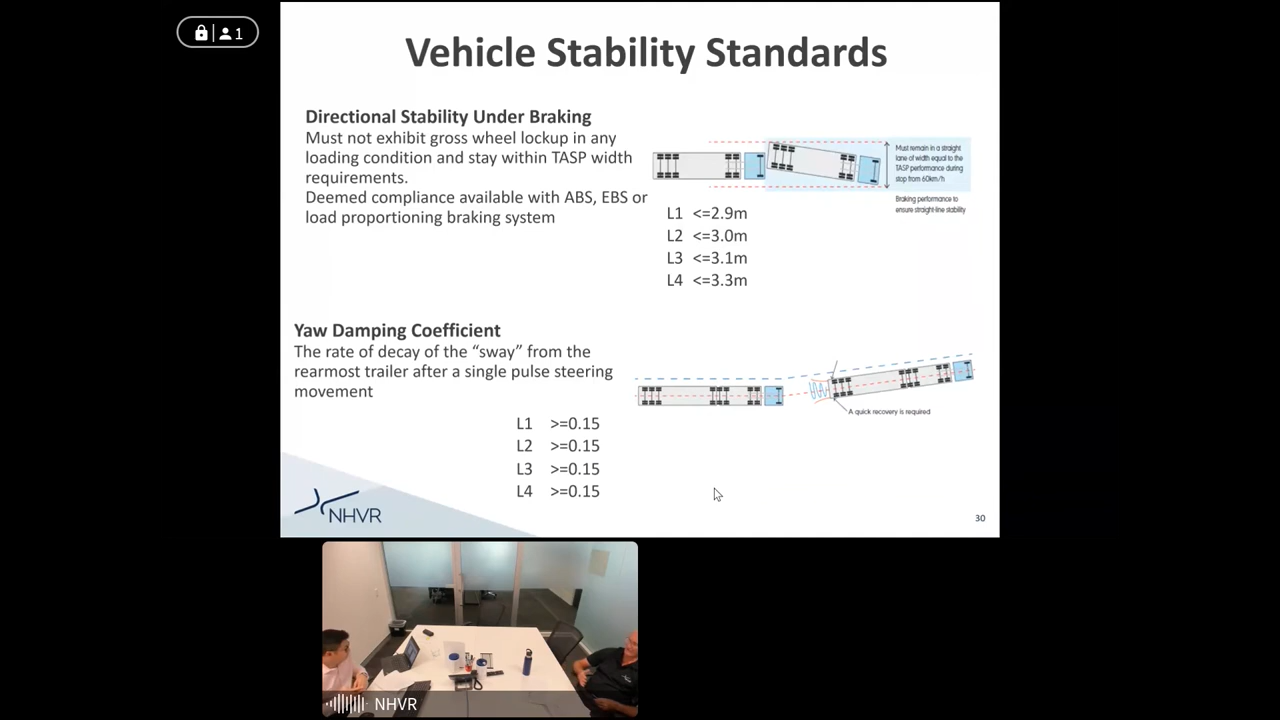 1
Vehicle Stability Standards
Directional Stability Under Braking
Must not exhibit gross wheel lockup in any
loading condition and stay within TASP width
requirements.
Deemed compliance available with ABS, EBS or
load proportioning braking system
Must remain in a straight
lane of width equal to the
TASP performance during
stop from 60km/h
Braking performance to
ensure straight-line stability
L1 <=2.9m
L2 <=3.0m
L3 <=3.1m
L4 <=3.3m
Yaw Damping Coefficient
The rate of decay of the “sway” from the
rearmost trailer after a single pulse steering
movement
A quick recovery is required
L1 >=0.15
L2 >=0.15
L3 >=0.15
L4 >=0.15
NHVR
30
NHVR